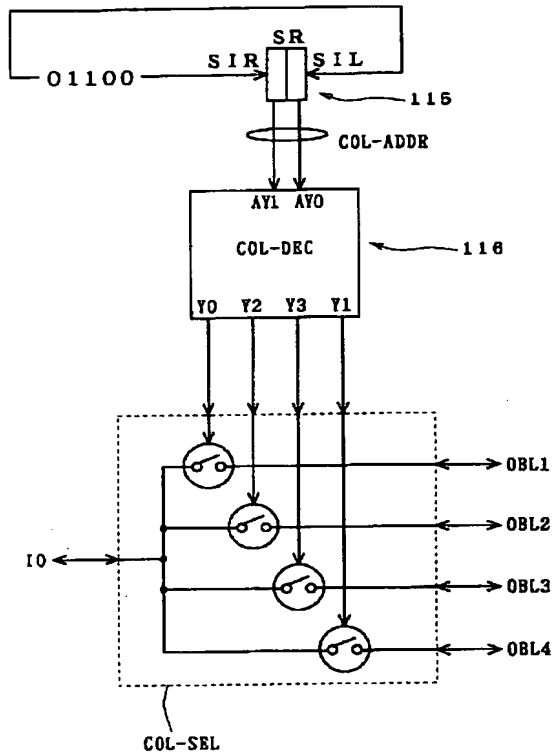 SR
SIR SIL
01100
115
COL-ADDR
AY1 AY0
COL-DEC
116
Y0 Y2 Y3 Y1
OBL1
OBL2
IO
OBL3
OBL4
COL-SEL